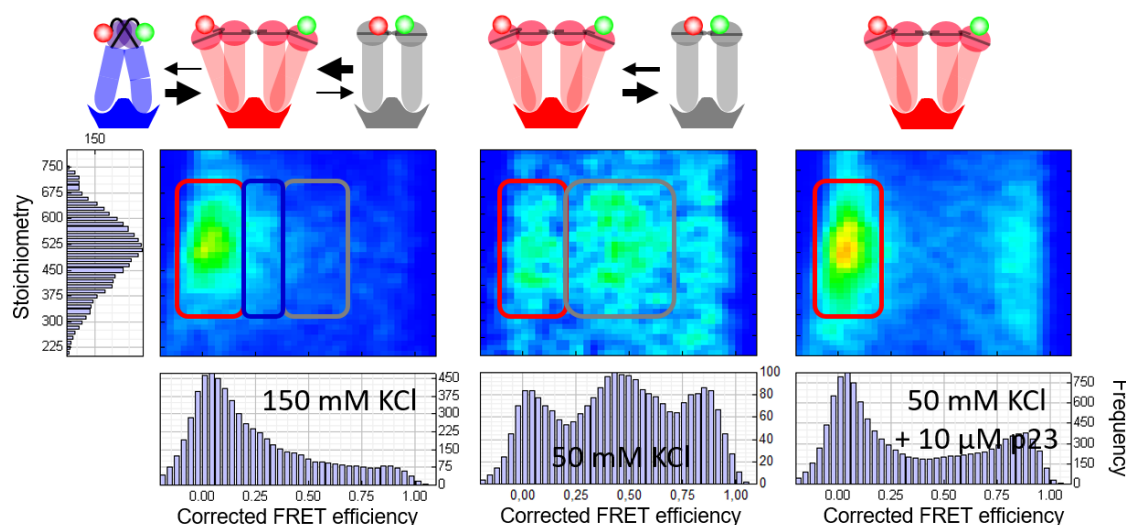 150
750
675
600
525
450
375
300
225
Stoichiometry
150 mM KCl
450
375
300
225
150
75
0
0.00 0.25 0.50 0.75 1.00
Corrected FRET efficiency
50 mM KCl
100
80
60
40
20
0
0,00 0,25 0,50 0,75 1,00
Corrected FRET efficiency
50 mM KCl
+ 10 µM p23
750
600
450
300
150
0
Frequency
0.00 0.25 0.50 0.75 1.00
Corrected FRET efficiency